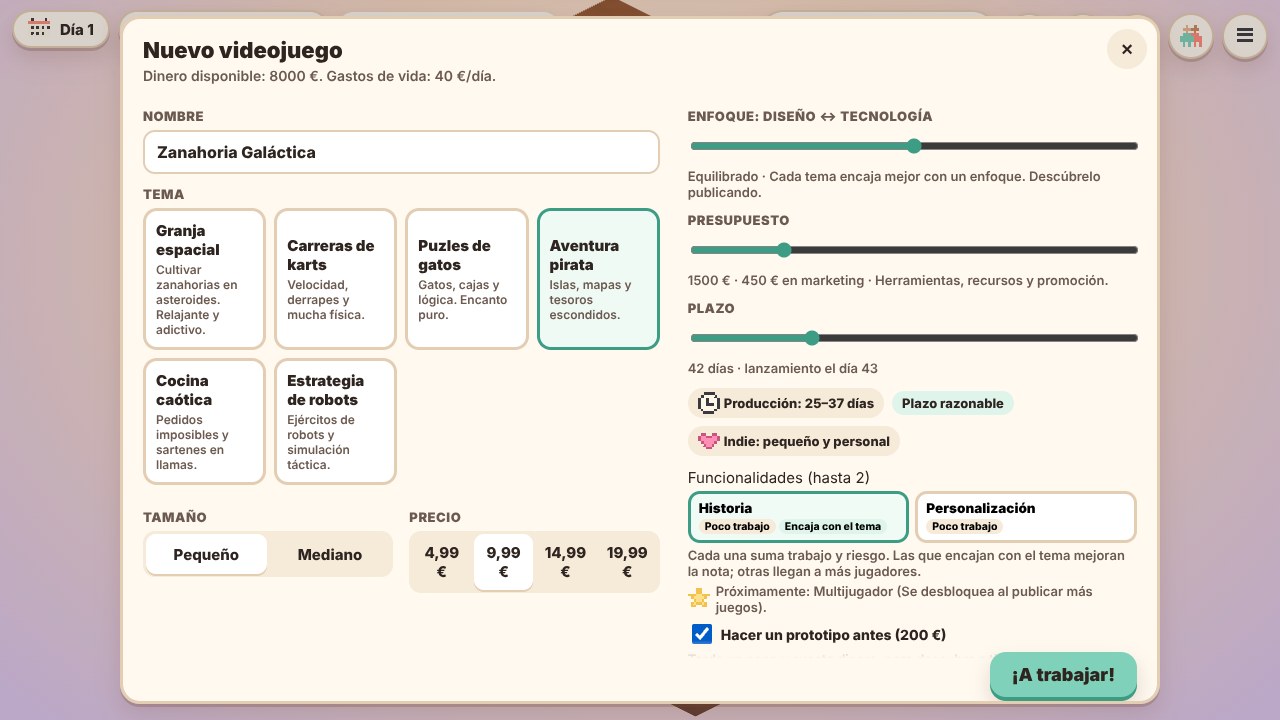 Día 1
Nuevo videojuego
×
Dinero disponible: 8000 €. Gastos de vida: 40 €/día.
NOMBRE
Zanahoria Galáctica
TEMA
Granja
espacial
Cultivar
zanahorias en
asteroides.
Relajante y
adictivo.
Carreras de
karts
Velocidad,
derrapes y
mucha física.
Puzles de
gatos
Gatos, cajas y
lógica. Encanto
puro.
Aventura
pirata
Islas, mapas y
tesoros
escondidos.
Cocina
caótica
Pedidos
imposibles y
sartenes en
llamas.
Estrategia
de robots
Ejércitos de
robots y
simulación
táctica.
TAMAÑO
Pequeño
Mediano
PRECIO
4,99
€
9,99
€
14,99
€
19,99
€
ENFOQUE: DISEÑO ↔ TECNOLOGÍA
Equilibrado · Cada tema encaja mejor con un enfoque. Descúbrelo
publicando.
PRESUPUESTO
1500 € · 450 € en marketing · Herramientas, recursos y promoción.
PLAZO
42 días · lanzamiento el día 43
Producción: 25–37 días
Plazo razonable
Indie: pequeño y personal
Funcionalidades (hasta 2)
Historia
Poco trabajo
Encaja con el tema
Personalización
Poco trabajo
Cada una suma trabajo y riesgo. Las que encajan con el tema mejoran
la nota; otras llegan a más jugadores.
Próximamente: Multijugador (Se desbloquea al publicar más
juegos).
Hacer un prototipo antes (200 €)
¡A trabajar!